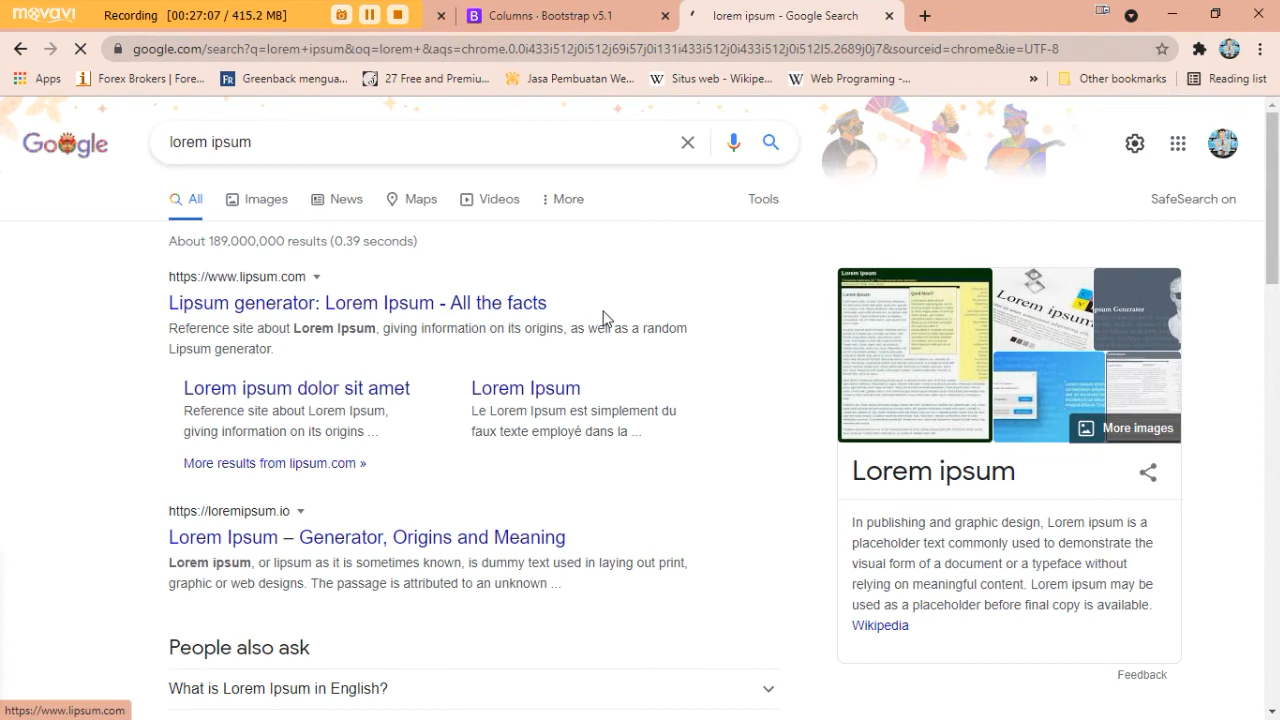 movavi Recording [00:27:07 / 415.2 MB] Columns · Bootstrap v5.1 lorem ipsum - Google Search
google.com/search?q=lorem+ipsum&oq=lorem+&aqs=chrome.0.0i433i512j0i512j69i57j0i131i433i512j0i433i512j0i512l5.2689j0j7&sourceid=chrome&ie=UTF-8
Apps Forex Brokers | Fore... Greenback mengua... 27 Free and Premiu... Jasa Pembuatan We... Situs web - Wikipe... Web Programing -... » Other bookmarks Reading list
Google lorem ipsum
All Images News Maps Videos More Tools SafeSearch on
About 189,000,000 results (0.39 seconds)
https://www.lipsum.com
Lipsum generator: Lorem Ipsum - All the facts
Reference site about Lorem Ipsum, giving information on its origins, as well as a random
Lipsum generator.
Lorem ipsum dolor sit amet
Reference site about Lorem Ipsum,
giving information on its origins ...
Lorem Ipsum
Le Lorem Ipsum est simplement du
faux texte employé dans la ...
More results from lipsum.com »
https://loremipsum.io
Lorem Ipsum – Generator, Origins and Meaning
Lorem ipsum, or lipsum as it is sometimes known, is dummy text used in laying out print,
graphic or web designs. The passage is attributed to an unknown ...
People also ask
What is Lorem Ipsum in English?
Lorem Ipsum
More images
Lorem ipsum
In publishing and graphic design, Lorem ipsum is a
placeholder text commonly used to demonstrate the
visual form of a document or a typeface without
relying on meaningful content. Lorem ipsum may be
used as a placeholder before final copy is available.
Wikipedia
Feedback
https://www.lipsum.com